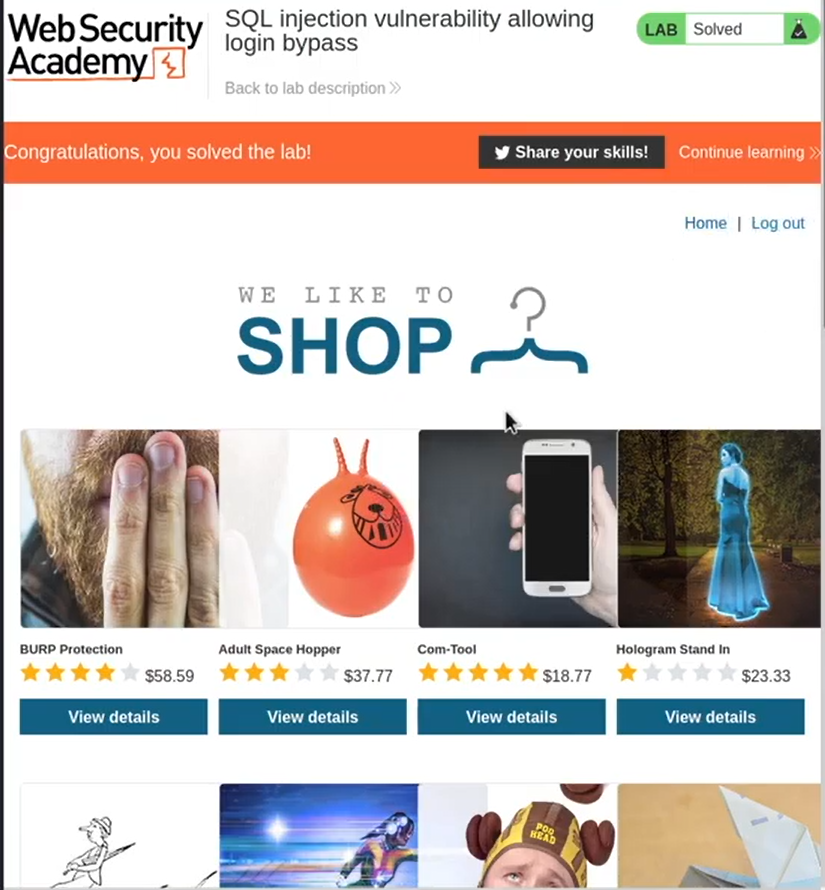 Web Security
Academy
SQL injection vulnerability allowing
login bypass
Back to lab description
LAB Solved
Congratulations, you solved the lab!
Share your skills!
Continue learning
Home | Log out
WE LIKE TO
SHOP
BURP Protection
$58.59
View details
Adult Space Hopper
$37.77
View details
Com-Tool
$18.77
View details
Hologram Stand In
$23.33
View details
POO
HEAD